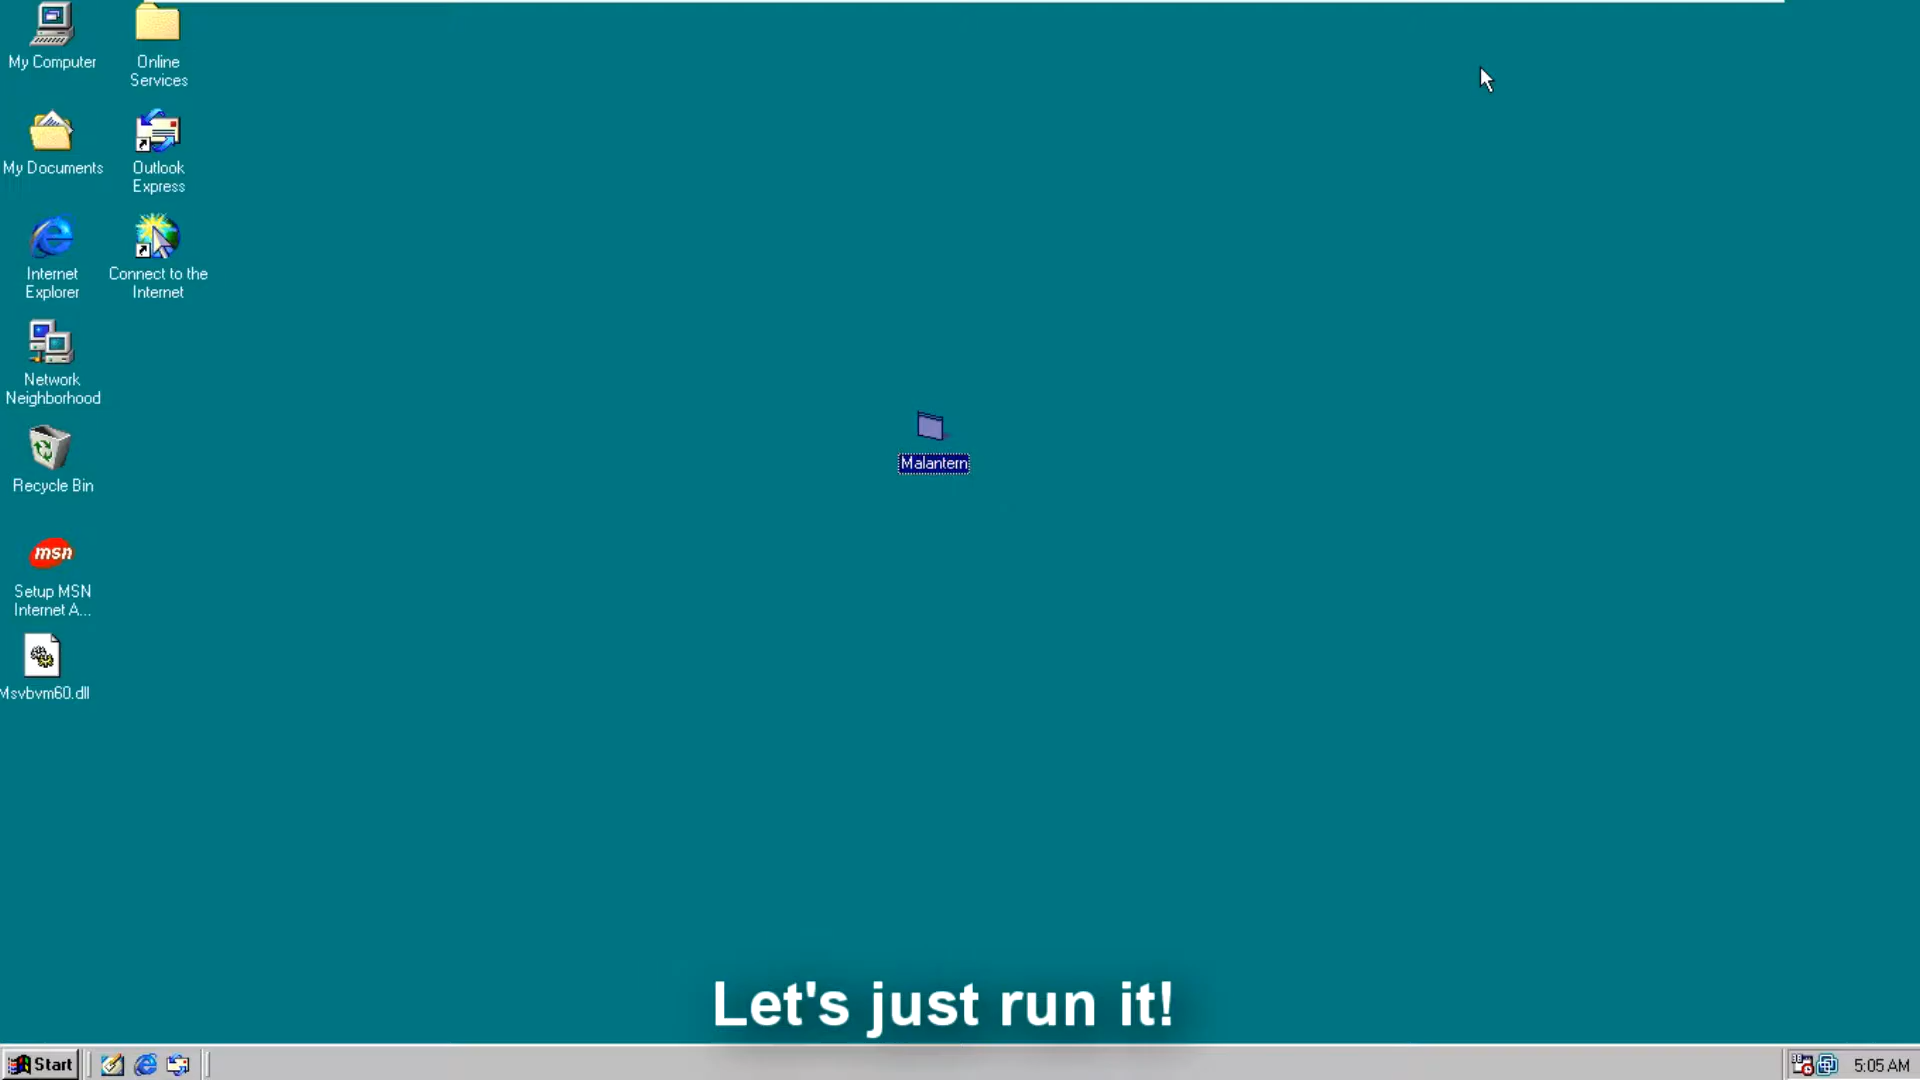 My Computer
Online
Services
My Documents
Outlook
Express
Internet
Explorer
Connect to the
Internet
Network
Neighborhood
Malantern
Recycle Bin
msn
Setup MSN
Internet A...
Msvbvm60.dll
Let's just run it!
Start
5:05 AM